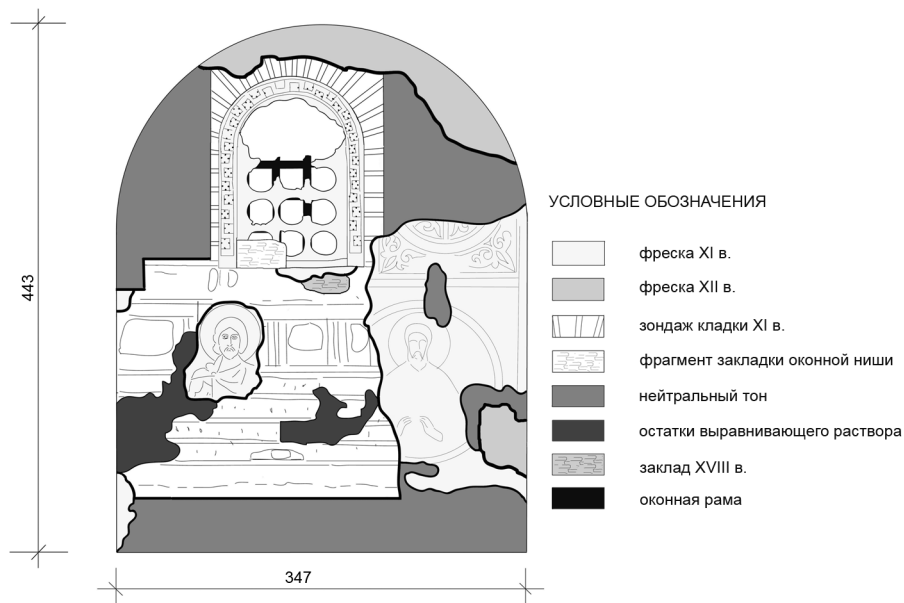 443
347
УСЛОВНЫЕ ОБОЗНАЧЕНИЯ
фреска XI в.
фреска XII в.
зондаж кладки XI в.
фрагмент закладки оконной ниши
нейтральный тон
остатки выравнивающего раствора
заклад XVIII в.
оконная рама